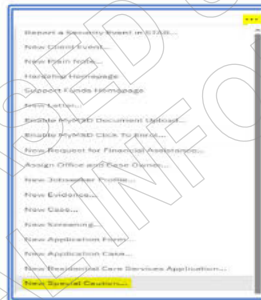 ...
Report a Security Event in STAR...
New Client Event...
New Plain Note...
Hardship Homepage
Support Funds Homepage
New Letter...
Enable MyMSD Document Upload...
Enable MyMSD Click To Enrol...
New Request for Financial Assistance...
Assign Office and Case Owner...
New Jobseeker Profile...
New Evidence...
New Case...
New Screening...
New Application Form...
New Application Case...
New Residential Care Services Application...
New Special Caution...